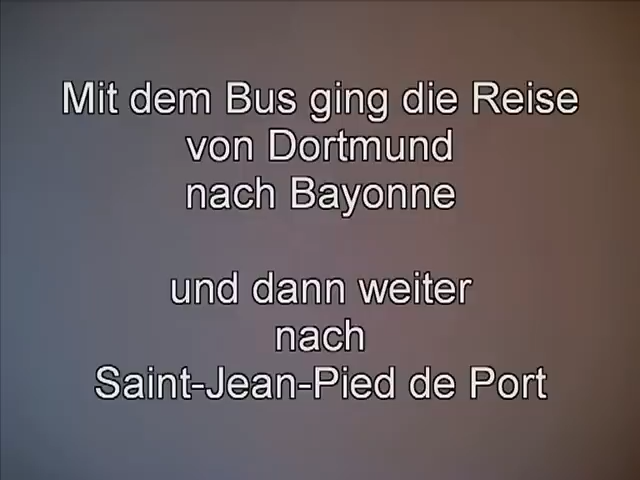 Mit dem Bus ging die Reise
von Dortmund
nach Bayonne
und dann weiter
nach
Saint-Jean-Pied de Port